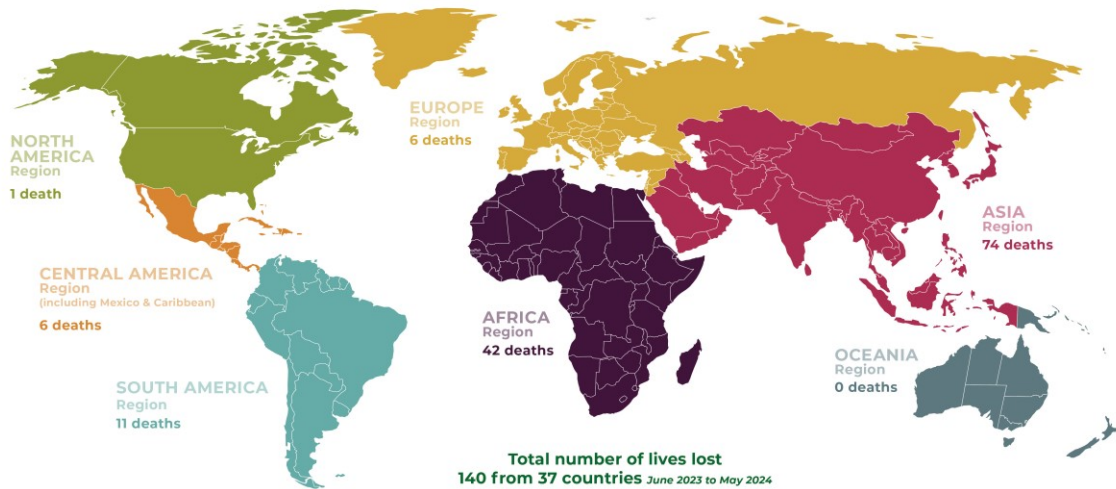 NORTH
AMERICA
Region
1 death
CENTRAL AMERICA
Region
(including Mexico & Caribbean)
6 deaths
SOUTH AMERICA
Region
11 deaths
EUROPE
Region
6 deaths
AFRICA
Region
42 deaths
ASIA
Region
74 deaths
OCEANIA
Region
0 deaths
Total number of lives lost
140 from 37 countries June 2023 to May 2024